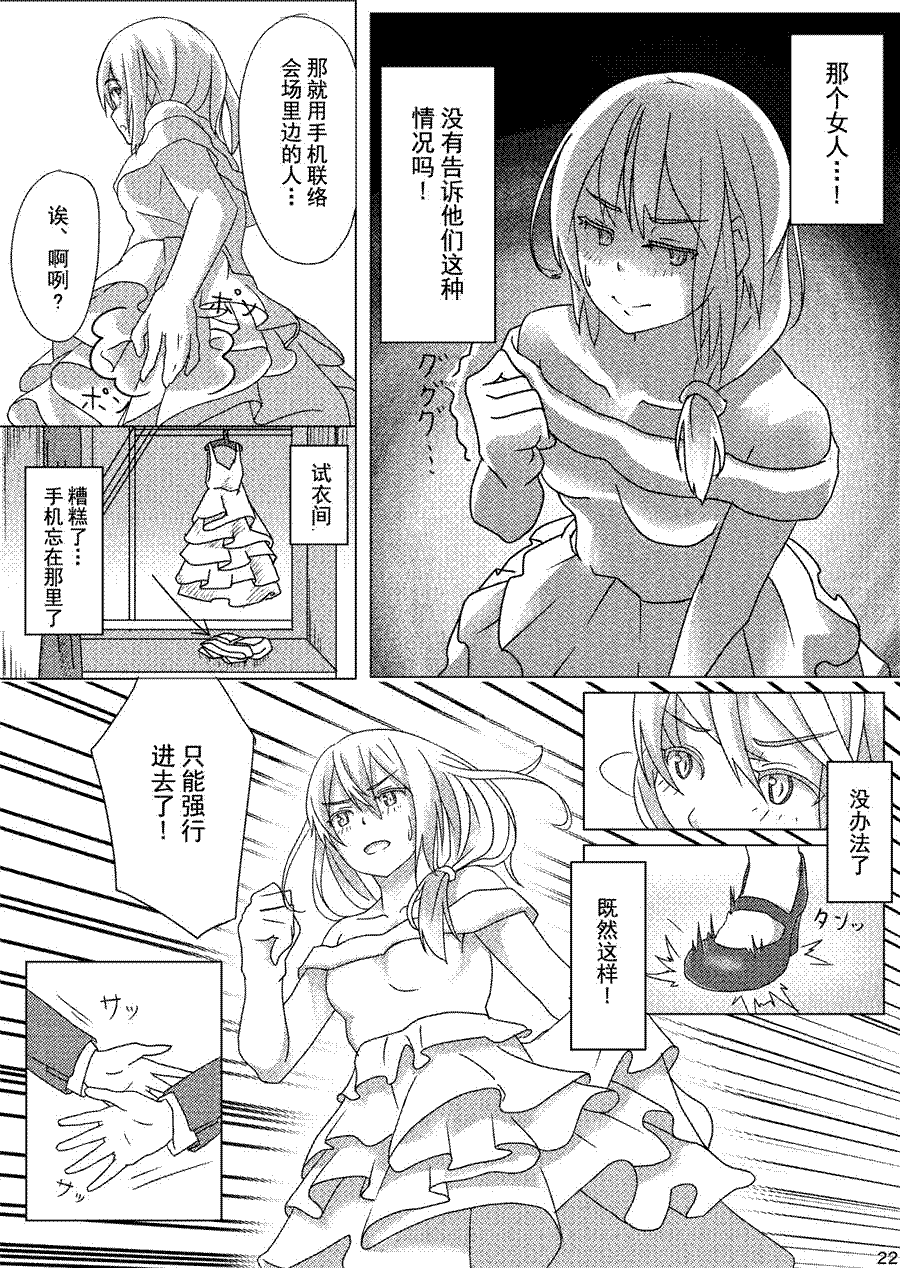 那个女人…！
没有告诉他们这种
情况吗！
ググググ…
那就用手机联络
会场里边的人…
诶、啊咧？
ポン
ポン
试衣间
糟糕了…
手机忘在那里了
没办法了
既然这样！
タンッ
只能强行
进去了！
サッ
サッ
22